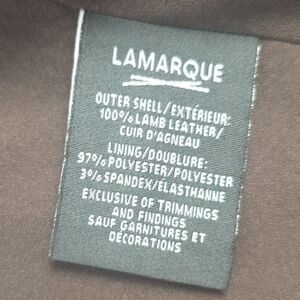 LAMARQUE
OUTER SHELL/EXTÉRIEUR:
100% LAMB LEATHER/
CUIR D'AGNEAU
LINING/DOUBLURE:
97% POLYESTER/POLYESTER
3% SPANDEX/ÉLASTHANNE
EXCLUSIVE OF TRIMMINGS
AND FINDINGS
SAUF GARNITURES ET
DÉCORATIONS